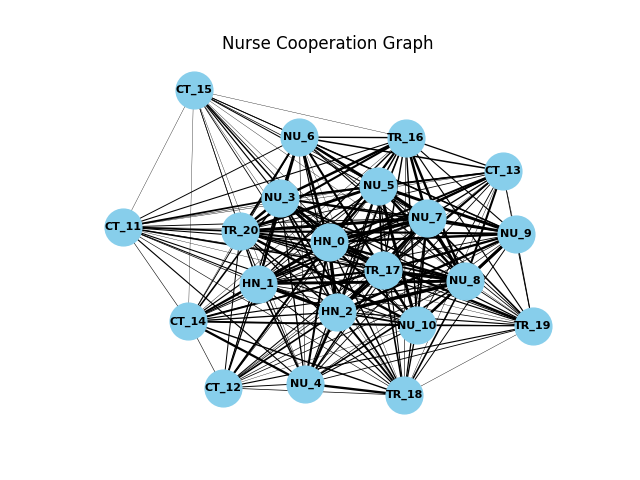 Nurse Cooperation Graph
CT_15
NU_6
TR_16
CT_13
NU_5
NU_3
NU_7
CT_11
TR_20
NU_9
HN_0
TR_17
NU_8
HN_1
HN_2
CT_14
NU_10
TR_19
NU_4
CT_12
TR_18